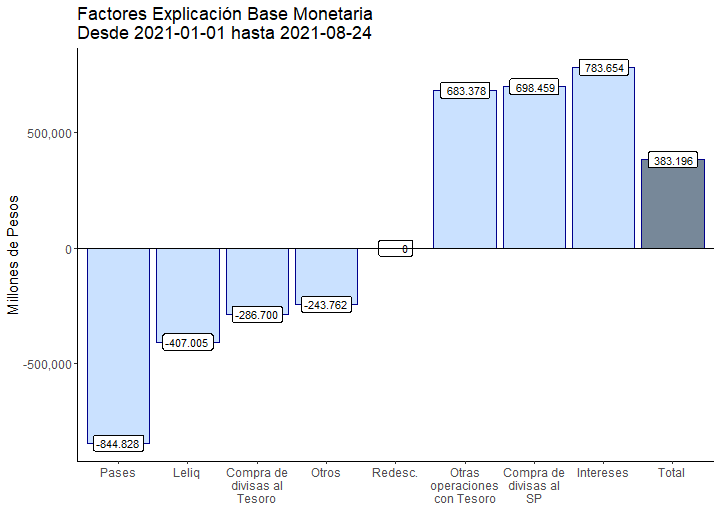 Factores Explicación Base Monetaria
Desde 2021-01-01 hasta 2021-08-24
Millones de Pesos
500,000
0
-500,000
-844.828
-407.005
-286.700
-243.762
0
683.378
698.459
783.654
383.196
Pases
Leliq
Compra de
divisas al
Tesoro
Otros
Redesc.
Otras
operaciones
con Tesoro
Compra de
divisas al
SP
Intereses
Total